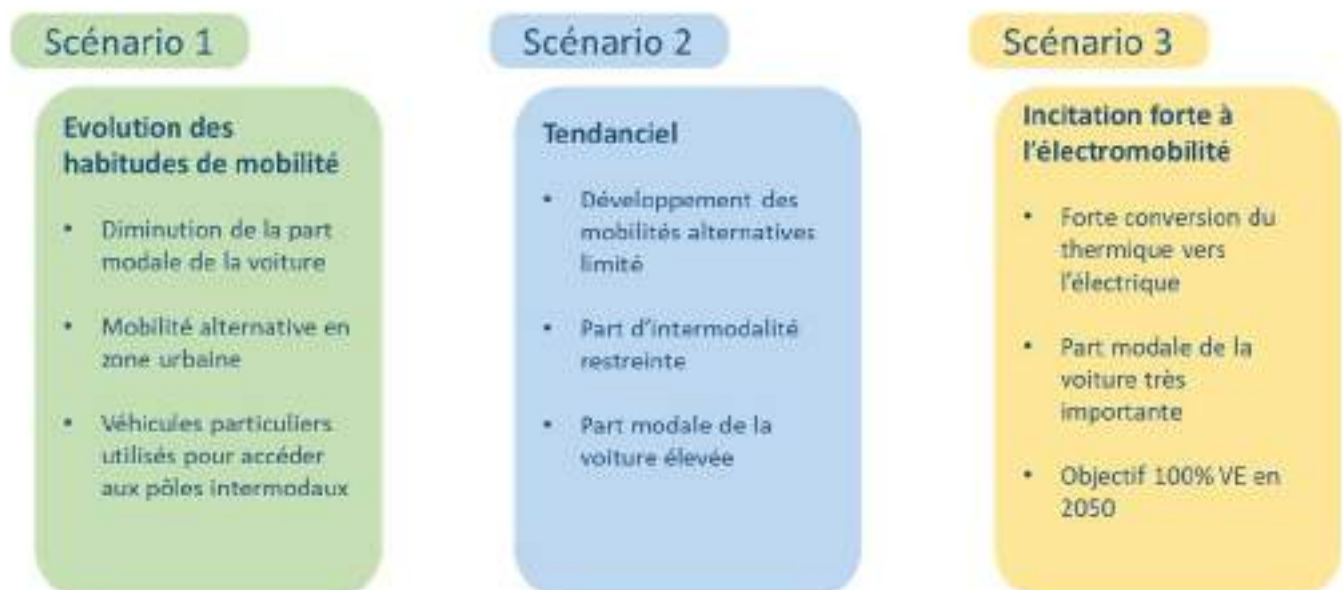 Scénario 1
Evolution des
habitudes de mobilité
• Diminution de la part
modale de la voiture
• Mobilité alternative en
zone urbaine
• Véhicules particuliers
utilisés pour accéder
aux pôles intermodaux
Scénario 2
Tendanciel
• Développement des
mobilités alternatives
limité
• Part d'intermodalité
restreinte
• Part modale de la
voiture élevée
Scénario 3
Incitation forte à
l'électromobilité
• Forte conversion du
thermique vers
l'électrique
• Part modale de la
voiture très
importante
• Objectif 100% VE en
2050